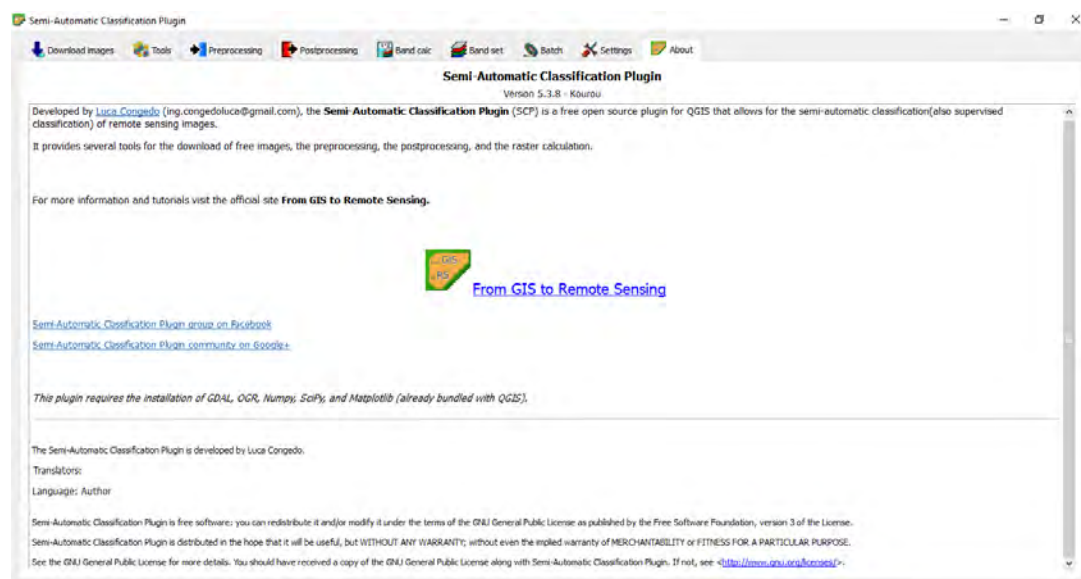 Semi-Automatic Classification Plugin
Download images Tools Preprocessing Postprocessing Band calc Band set Batch Settings About
Semi-Automatic Classification Plugin
Version 5.3.8 - Kourou
Developed by Luca Congedo (ing.congedoluca@gmail.com), the Semi-Automatic Classification Plugin (SCP) is a free open source plugin for QGIS that allows for the semi-automatic classification(also supervised
classification) of remote sensing images.
It provides several tools for the download of free images, the preprocessing, the postprocessing, and the raster calculation.
For more information and tutorials visit the official site From GIS to Remote Sensing.
GIS
RS
From GIS to Remote Sensing
Semi-Automatic Classification Plugin group on Facebook
Semi-Automatic Classification Plugin community on Google+
This plugin requires the installation of GDAL, OGR, Numpy, SciPy, and Matplotlib (already bundled with QGIS).
The Semi-Automatic Classification Plugin is developed by Luca Congedo.
Translators:
Language: Author
Semi-Automatic Classification Plugin is free software: you can redistribute it and/or modify it under the terms of the GNU General Public License as published by the Free Software Foundation, version 3 of the License.
Semi-Automatic Classification Plugin is distributed in the hope that it will be useful, but WITHOUT ANY WARRANTY; without even the implied warranty of MERCHANTABILITY or FITNESS FOR A PARTICULAR PURPOSE.
See the GNU General Public License for more details. You should have received a copy of the GNU General Public License along with Semi-Automatic Classification Plugin. If not, see <http://www.gnu.org/licenses/>.